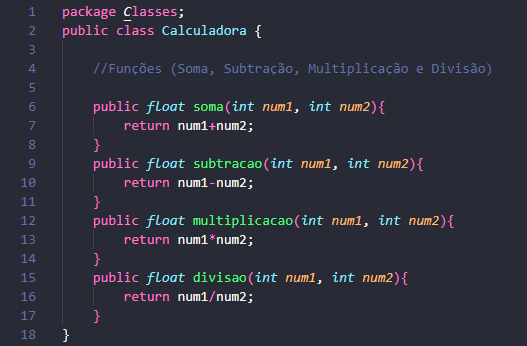 1 package Classes;
2 public class Calculadora {
3
4 //Funções (Soma, Subtração, Multiplicação e Divisão)
5
6 public float soma(int num1, int num2){
7 return num1+num2;
8 }
9 public float subtracao(int num1, int num2){
10 return num1-num2;
11 }
12 public float multiplicacao(int num1, int num2){
13 return num1*num2;
14 }
15 public float divisao(int num1, int num2){
16 return num1/num2;
17 }
18 }